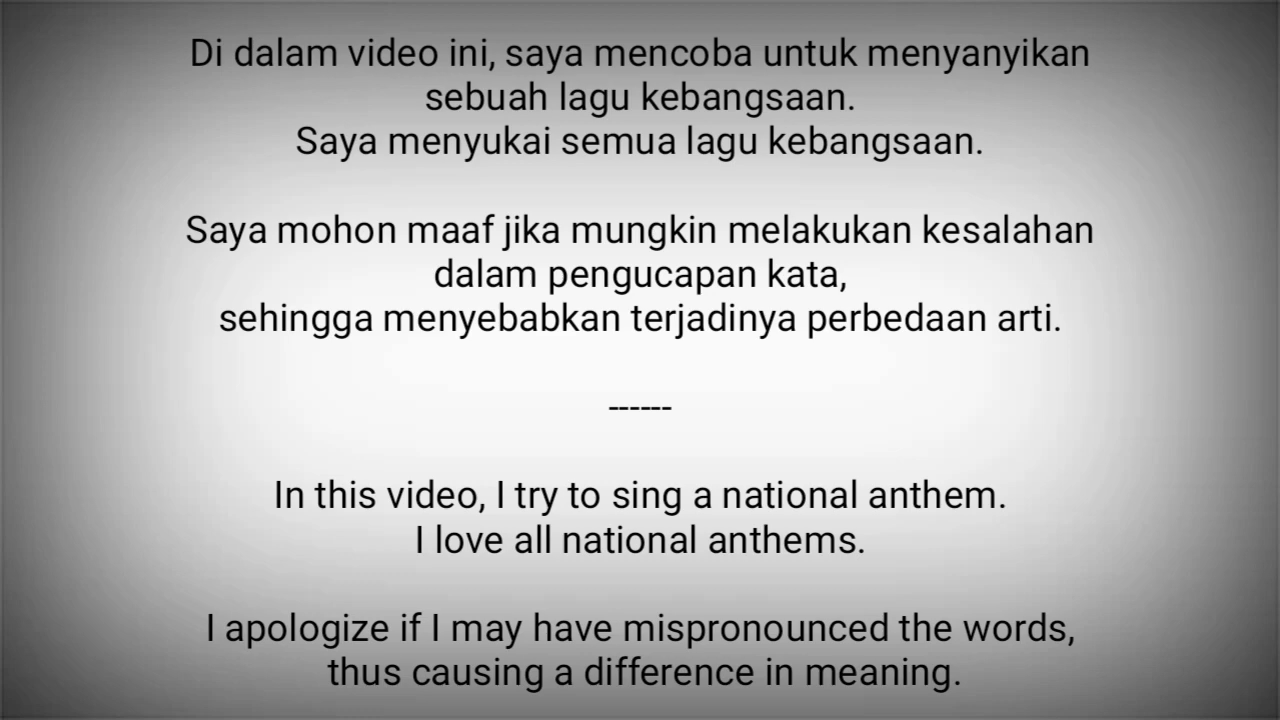 Di dalam video ini, saya mencoba untuk menyanyikan
sebuah lagu kebangsaan.
Saya menyukai semua lagu kebangsaan.
Saya mohon maaf jika mungkin melakukan kesalahan
dalam pengucapan kata,
sehingga menyebabkan terjadinya perbedaan arti.
------
In this video, I try to sing a national anthem.
I love all national anthems.
I apologize if I may have mispronounced the words,
thus causing a difference in meaning.